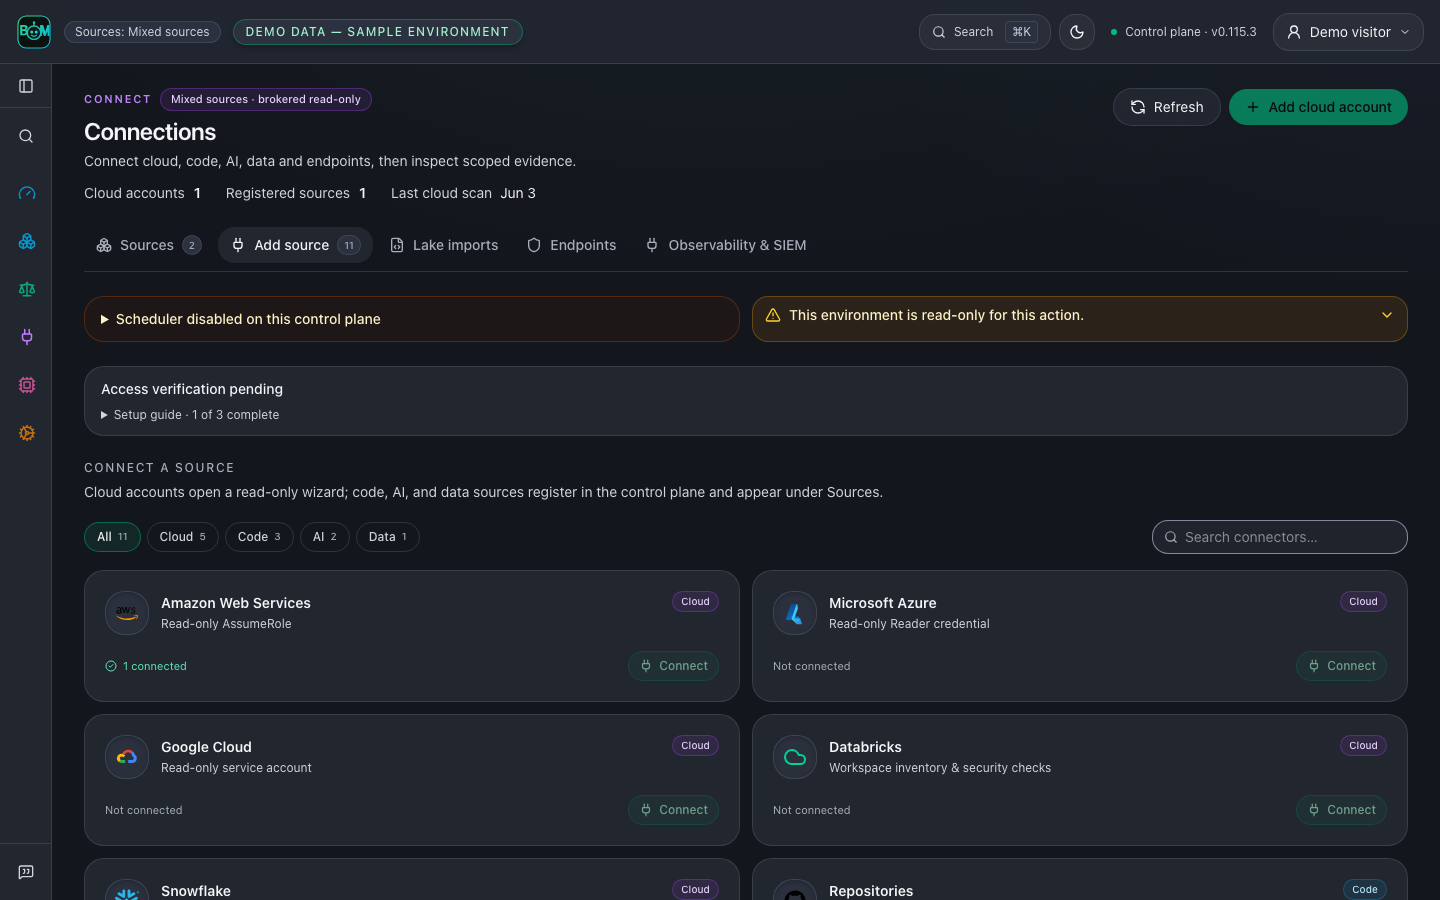 BOM
Sources: Mixed sources
DEMO DATA — SAMPLE ENVIRONMENT
Search ⌘K
Control plane · v0.115.3
Demo visitor
CONNECT
Mixed sources · brokered read-only
Connections
Connect cloud, code, AI, data and endpoints, then inspect scoped evidence.
Refresh
Add cloud account
Cloud accounts 1
Registered sources 1
Last cloud scan Jun 3
Sources 2
Add source 11
Lake imports
Endpoints
Observability & SIEM
Scheduler disabled on this control plane
This environment is read-only for this action.
Access verification pending
Setup guide · 1 of 3 complete
CONNECT A SOURCE
Cloud accounts open a read-only wizard; code, AI, and data sources register in the control plane and appear under Sources.
All 11
Cloud 5
Code 3
AI 2
Data 1
Search connectors...
aws
Amazon Web Services
Cloud
Read-only AssumeRole
1 connected
Connect
Microsoft Azure
Cloud
Read-only Reader credential
Not connected
Connect
Google Cloud
Cloud
Read-only service account
Not connected
Connect
Databricks
Cloud
Workspace inventory & security checks
Not connected
Connect
Snowflake
Cloud
Repositories
Code